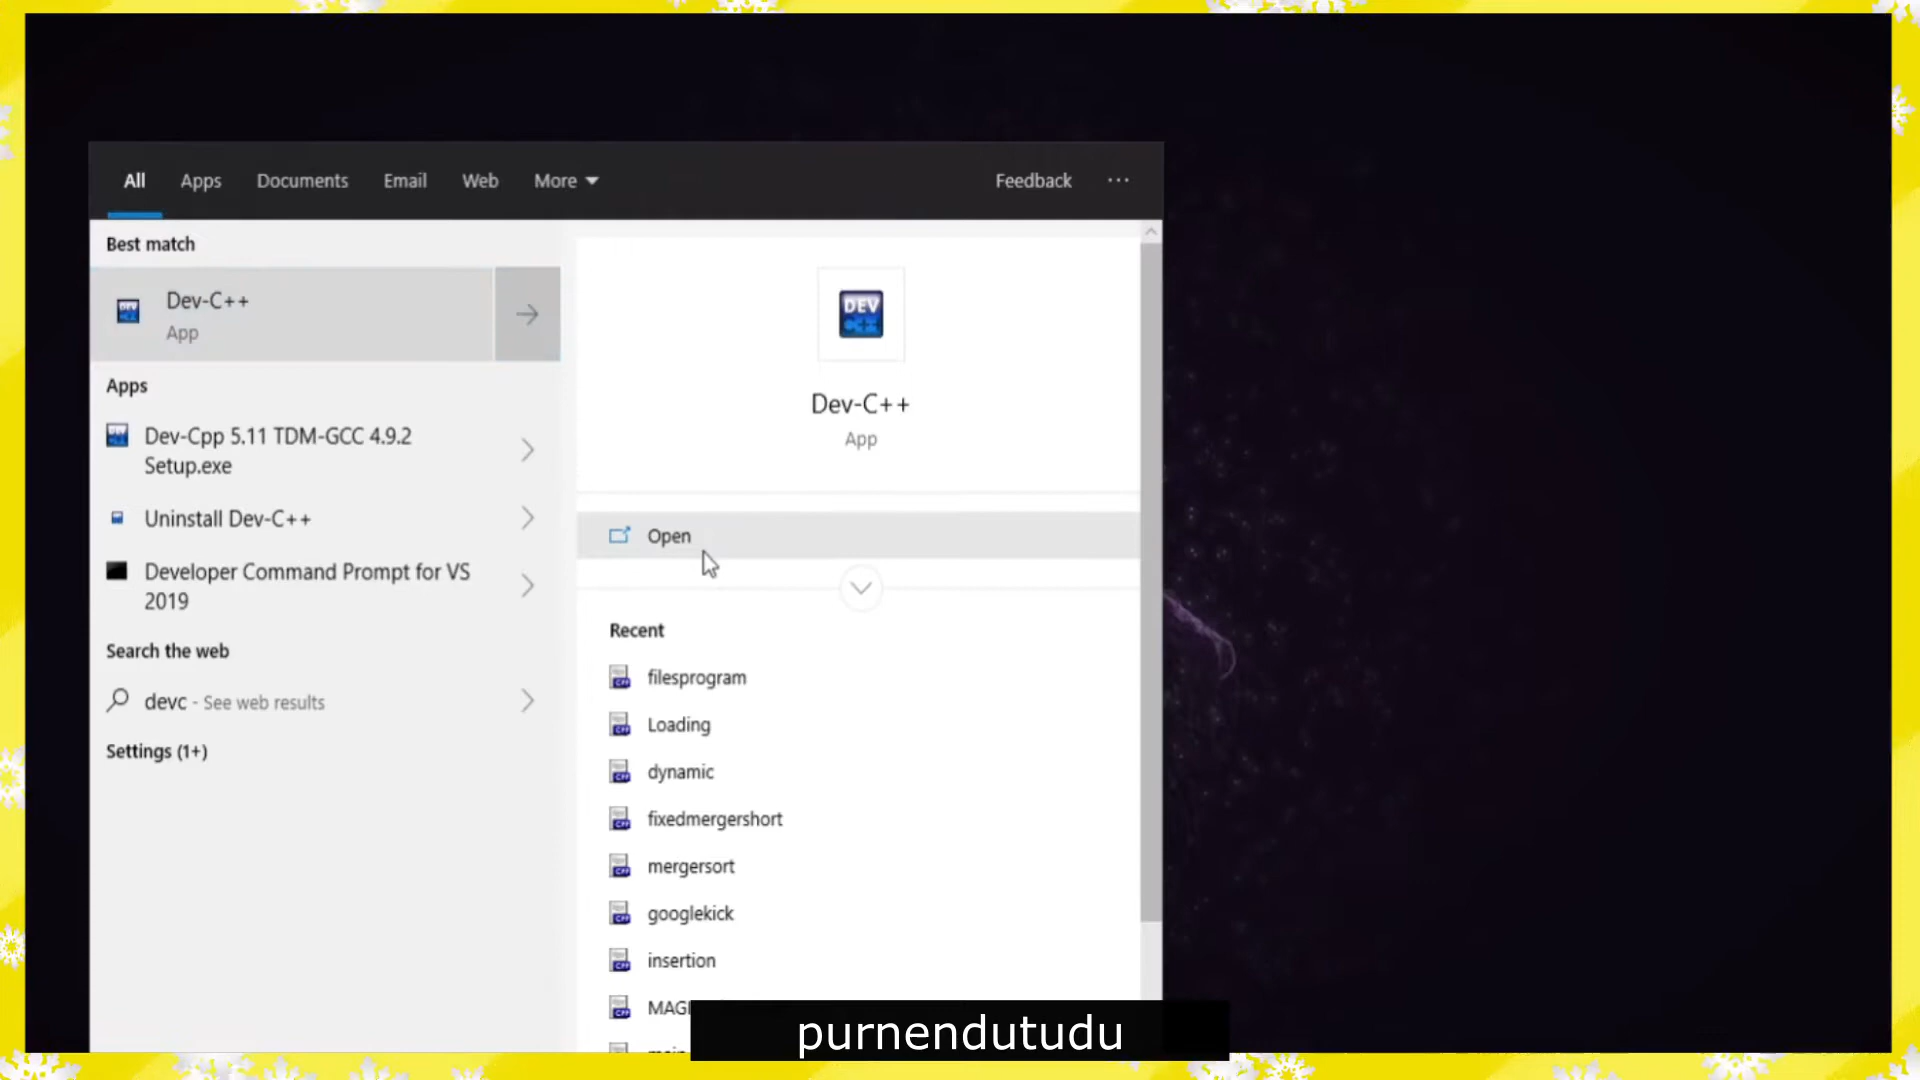 All Apps Documents Email Web More Feedback ...
Best match
Dev-C++
App
Apps
Dev-Cpp 5.11 TDM-GCC 4.9.2
Setup.exe
Uninstall Dev-C++
Developer Command Prompt for VS
2019
Search the web
devc - See web results
Settings (1+)
DEV
C++
Dev-C++
App
Open
Recent
filesprogram
Loading
dynamic
fixedmergershort
mergersort
googlekick
insertion
purnendutudu